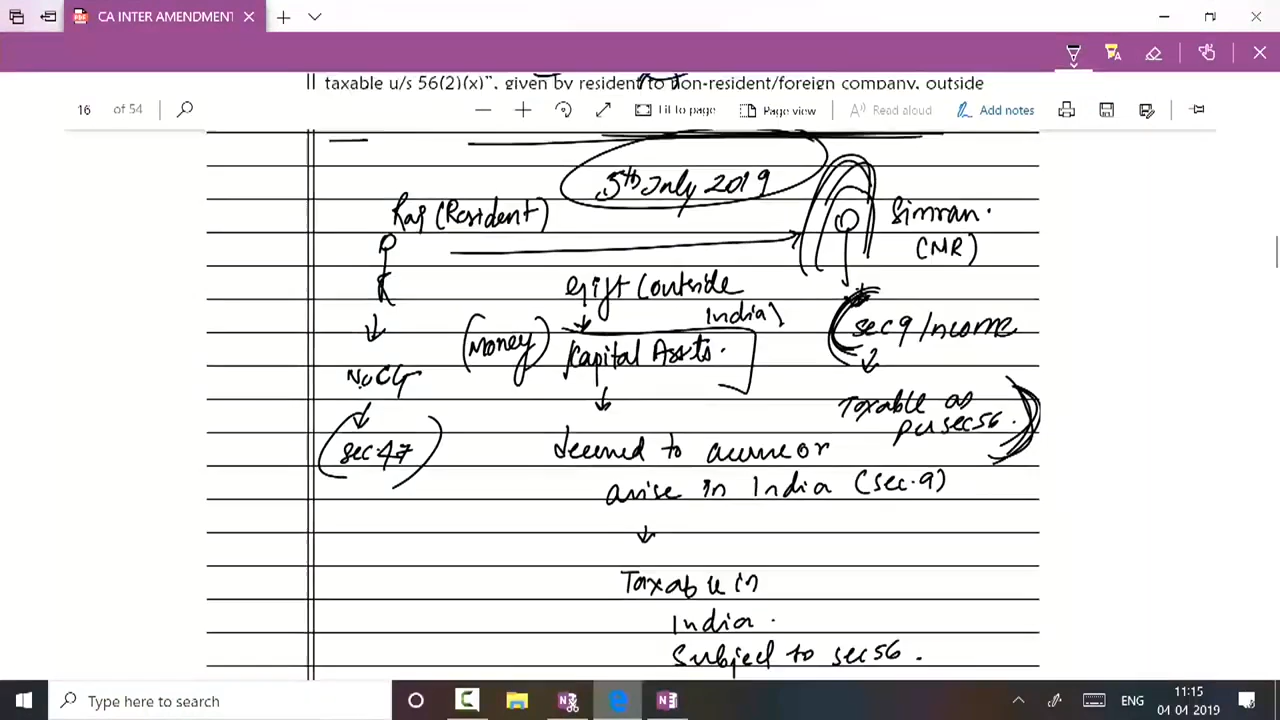 CA INTER AMENDMENT
taxable u/s 56(2)(x)", given by resident to non-resident/foreign company, outside
16 of 54
Fit to page
Page view
Read aloud
Add notes
5th July 2019
Raj (Resident)
Simran.
(NR)
Gift (outside
India)
(Money)
Capital Assets.
Sec 9/Income
No CG
Taxable as
per sec 56.
Sec.47
deemed to accrue or
arise in India (sec.9)
Taxable in
India.
Subject to sec 56.
Type here to search
ENG
11:15
04-04-2019